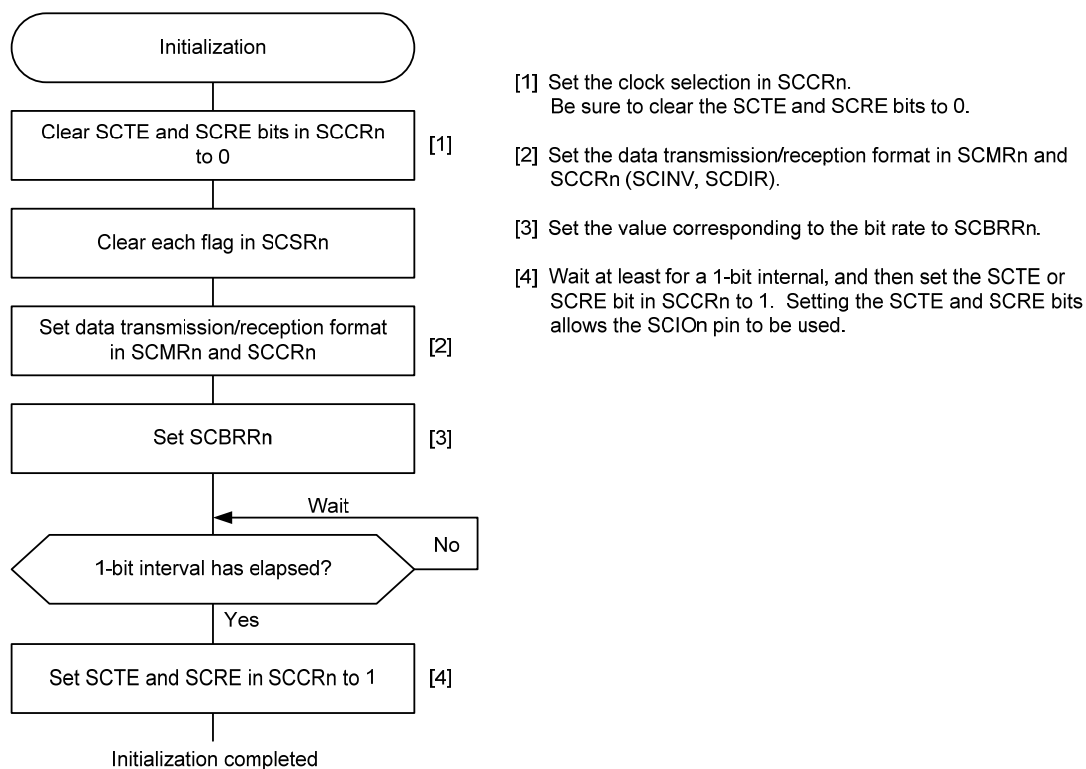 Initialization
Clear SCTE and SCRE bits in SCCRn
to 0
[1]
Clear each flag in SCSRn
Set data transmission/reception format
in SCMRn and SCCRn
[2]
Set SCBRRn
[3]
Wait
No
1-bit interval has elapsed?
Yes
Set SCTE and SCRE in SCCRn to 1
[4]
Initialization completed
[1] Set the clock selection in SCCRn.
Be sure to clear the SCTE and SCRE bits to 0.
[2] Set the data transmission/reception format in SCMRn and
SCCRn (SCINV, SCDIR).
[3] Set the value corresponding to the bit rate to SCBRRn.
[4] Wait at least for a 1-bit internal, and then set the SCTE or
SCRE bit in SCCRn to 1. Setting the SCTE and SCRE bits
allows the SCIOn pin to be used.